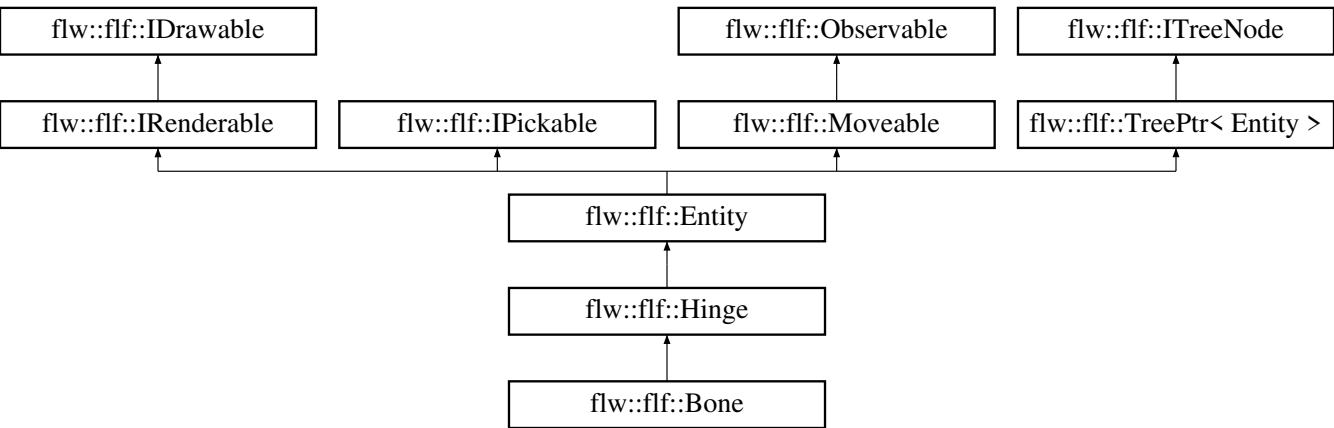 flw::flf::IDrawable
flw::flf::Observable
flw::flf::ITreeNode
flw::flf::IRenderable
flw::flf::IPickable
flw::flf::Moveable
flw::flf::TreePtr< Entity >
flw::flf::Entity
flw::flf::Hinge
flw::flf::Bone